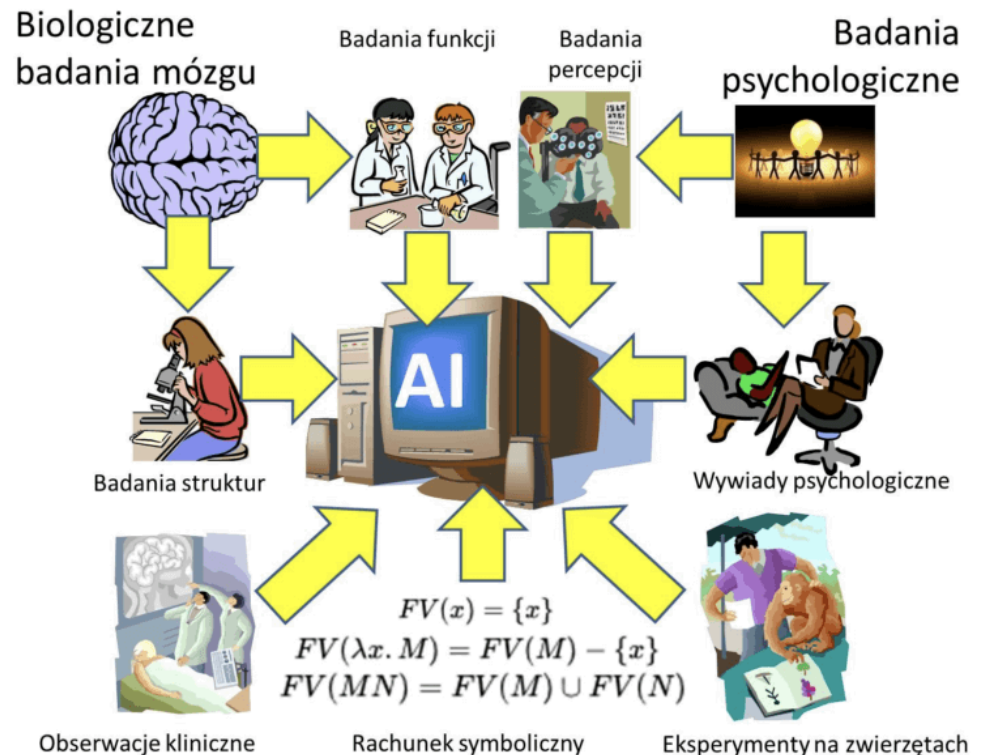 Biologiczne
badania mózgu
Badania funkcji
Badania
percepcji
Badania
psychologiczne
AI
Badania struktur
Wywiady psychologiczne
FV(x) = {x}
FV(λx. M) = FV(M) − {x}
FV(MN) = FV(M) ∪ FV(N)
Obserwacje kliniczne
Rachunek symboliczny
Eksperymenty na zwierzętach